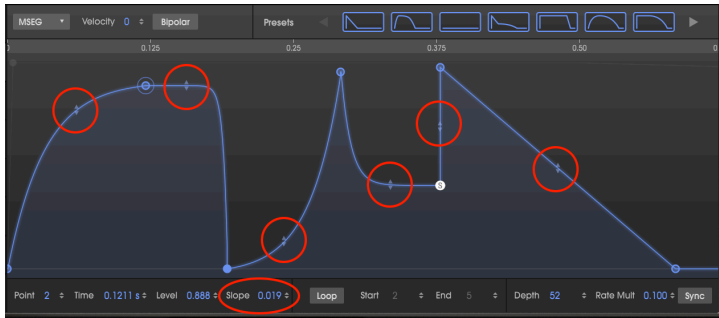 MSEG Velocity 0 Bipolar Presets
0.125 0.25 0.375 0.50 0
S
Point 2 Time 0.1211 s Level 0.888 Slope 0.019 Loop Start 2 End 5 Depth 52 Rate Mult 0.100 Sync